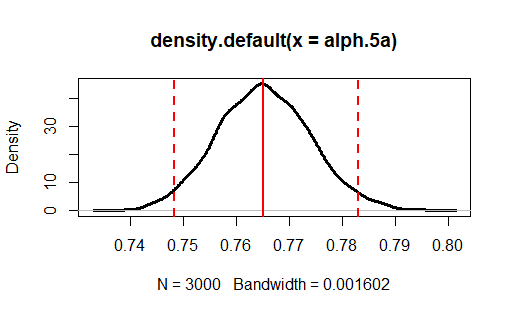 density.default(x = alph.5a)
Density
30
10
0
0.74 0.75 0.76 0.77 0.78 0.79 0.80
N = 3000 Bandwidth = 0.001602